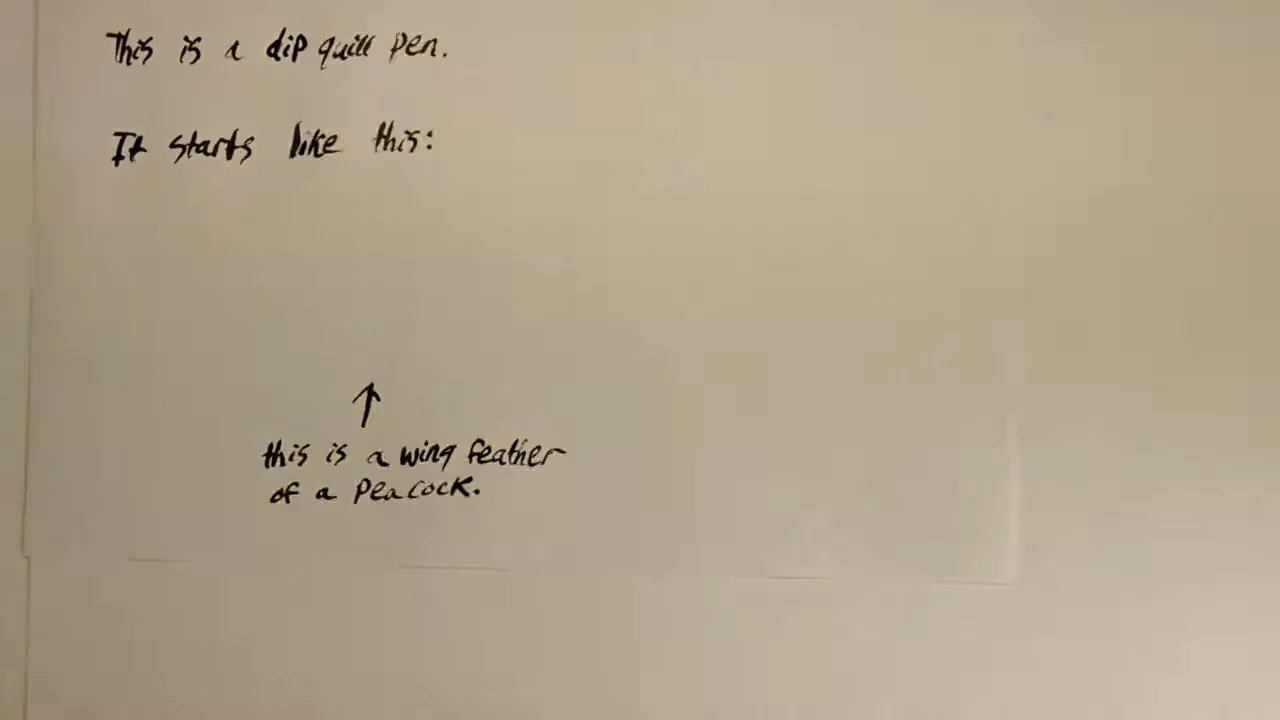 This is a dip quill pen.
It starts like this:
↑
this is a wing feather
of a peacock.